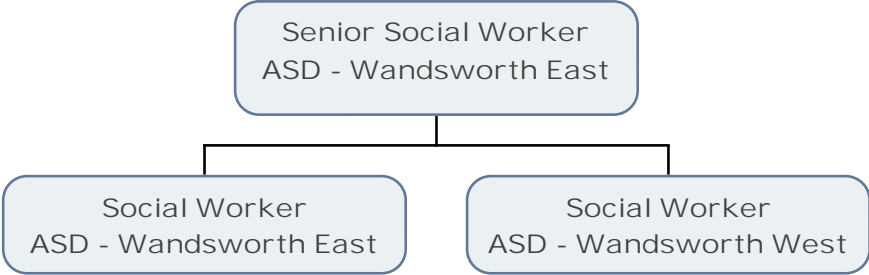 Senior Social Worker
ASD - Wandsworth East
Social Worker
ASD - Wandsworth East
Social Worker
ASD - Wandsworth West